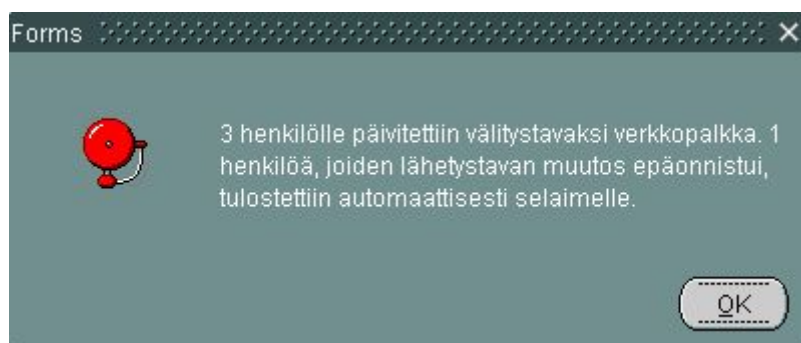 Forms
3 henkilölle päivitettiin välitystavaksi verkkopalkka. 1
henkilöä, joiden lähetystavan muutos epäonnistui,
tulostettiin automaattisesti selaimelle.
OK